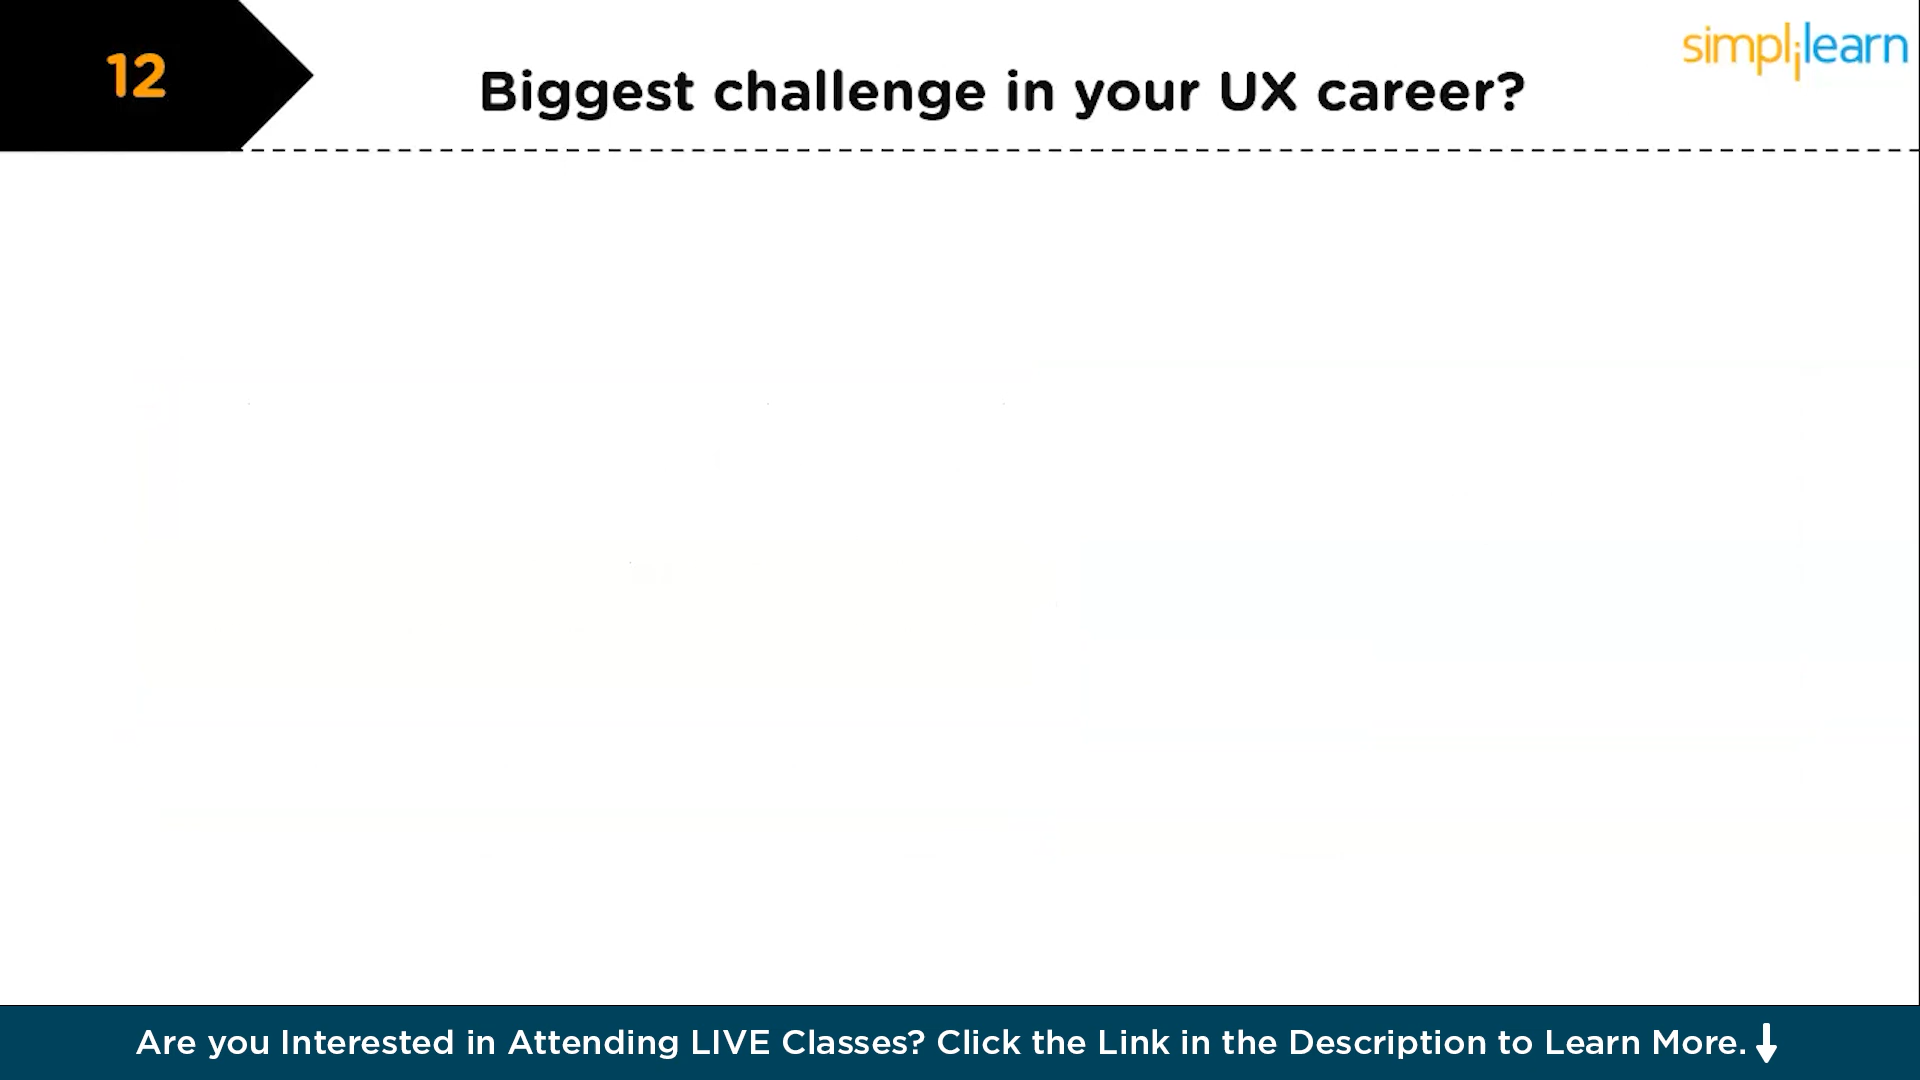 12
simplilearn
Biggest challenge in your UX career?
Are you Interested in Attending LIVE Classes? Click the Link in the Description to Learn More.